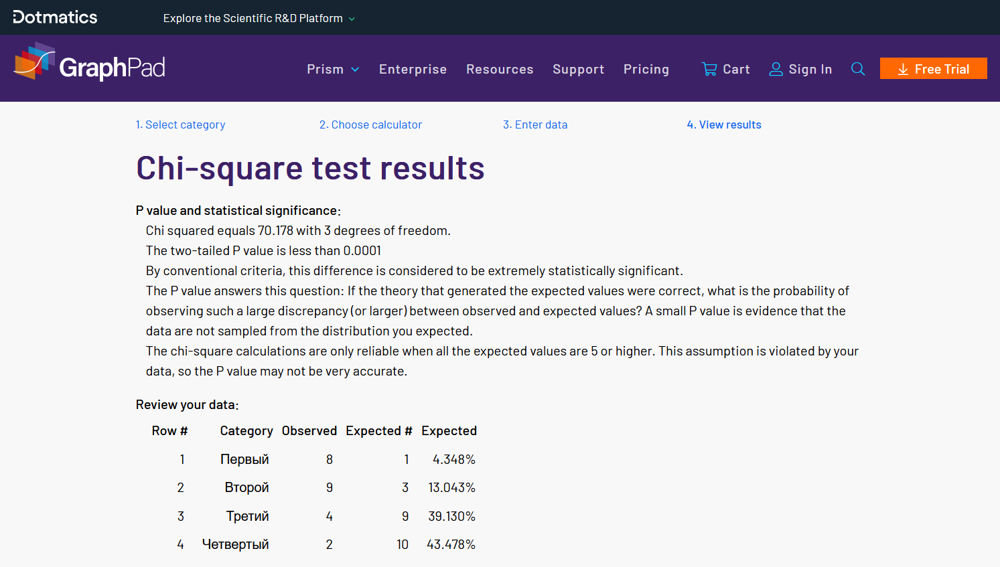 Dotmatics
Explore the Scientific R&D Platform
GraphPad
Prism
Enterprise
Resources
Support
Pricing
Cart
Sign In
Free Trial
1. Select category
2. Choose calculator
3. Enter data
4. View results
Chi-square test results
P value and statistical significance:
Chi squared equals 70.178 with 3 degrees of freedom.
The two-tailed P value is less than 0.0001
By conventional criteria, this difference is considered to be extremely statistically significant.
The P value answers this question: If the theory that generated the expected values were correct, what is the probability of
observing such a large discrepancy (or larger) between observed and expected values? A small P value is evidence that the
data are not sampled from the distribution you expected.
The chi-square calculations are only reliable when all the expected values are 5 or higher. This assumption is violated by your
data, so the P value may not be very accurate.
Review your data:
Row # Category Observed Expected # Expected
1 Первый 8 1 4.348%
2 Второй 9 3 13.043%
3 Третий 4 9 39.130%
4 Четвертый 2 10 43.478%